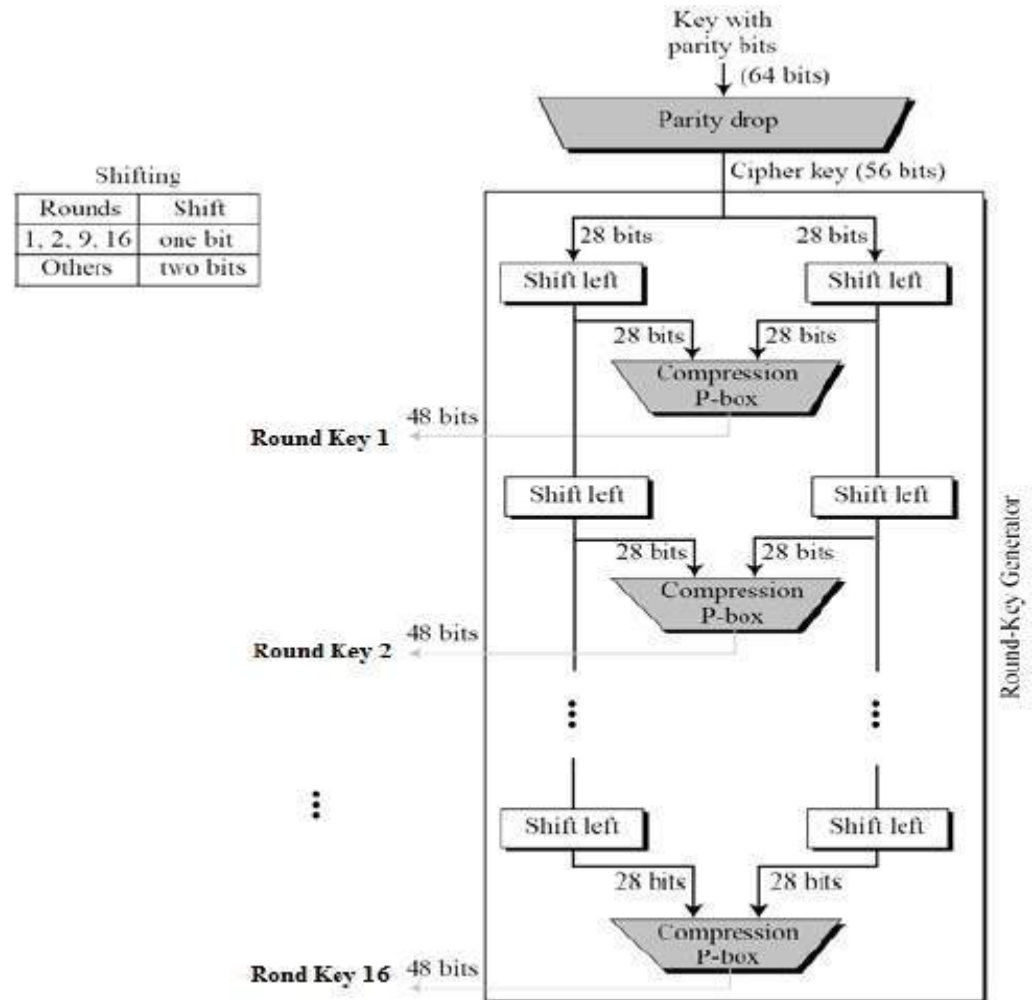 Key with
parity bits
(64 bits)
Parity drop
Cipher key (56 bits)
Shifting
Rounds Shift
1, 2, 9, 16 one bit
Others two bits
28 bits 28 bits
Shift left Shift left
28 bits 28 bits
Compression
P-box
48 bits
Round Key 1
Shift left Shift left
28 bits 28 bits
Compression
P-box
48 bits
Round Key 2
Round-Key Generator
Shift left Shift left
28 bits 28 bits
Compression
P-box
48 bits
Rond Key 16